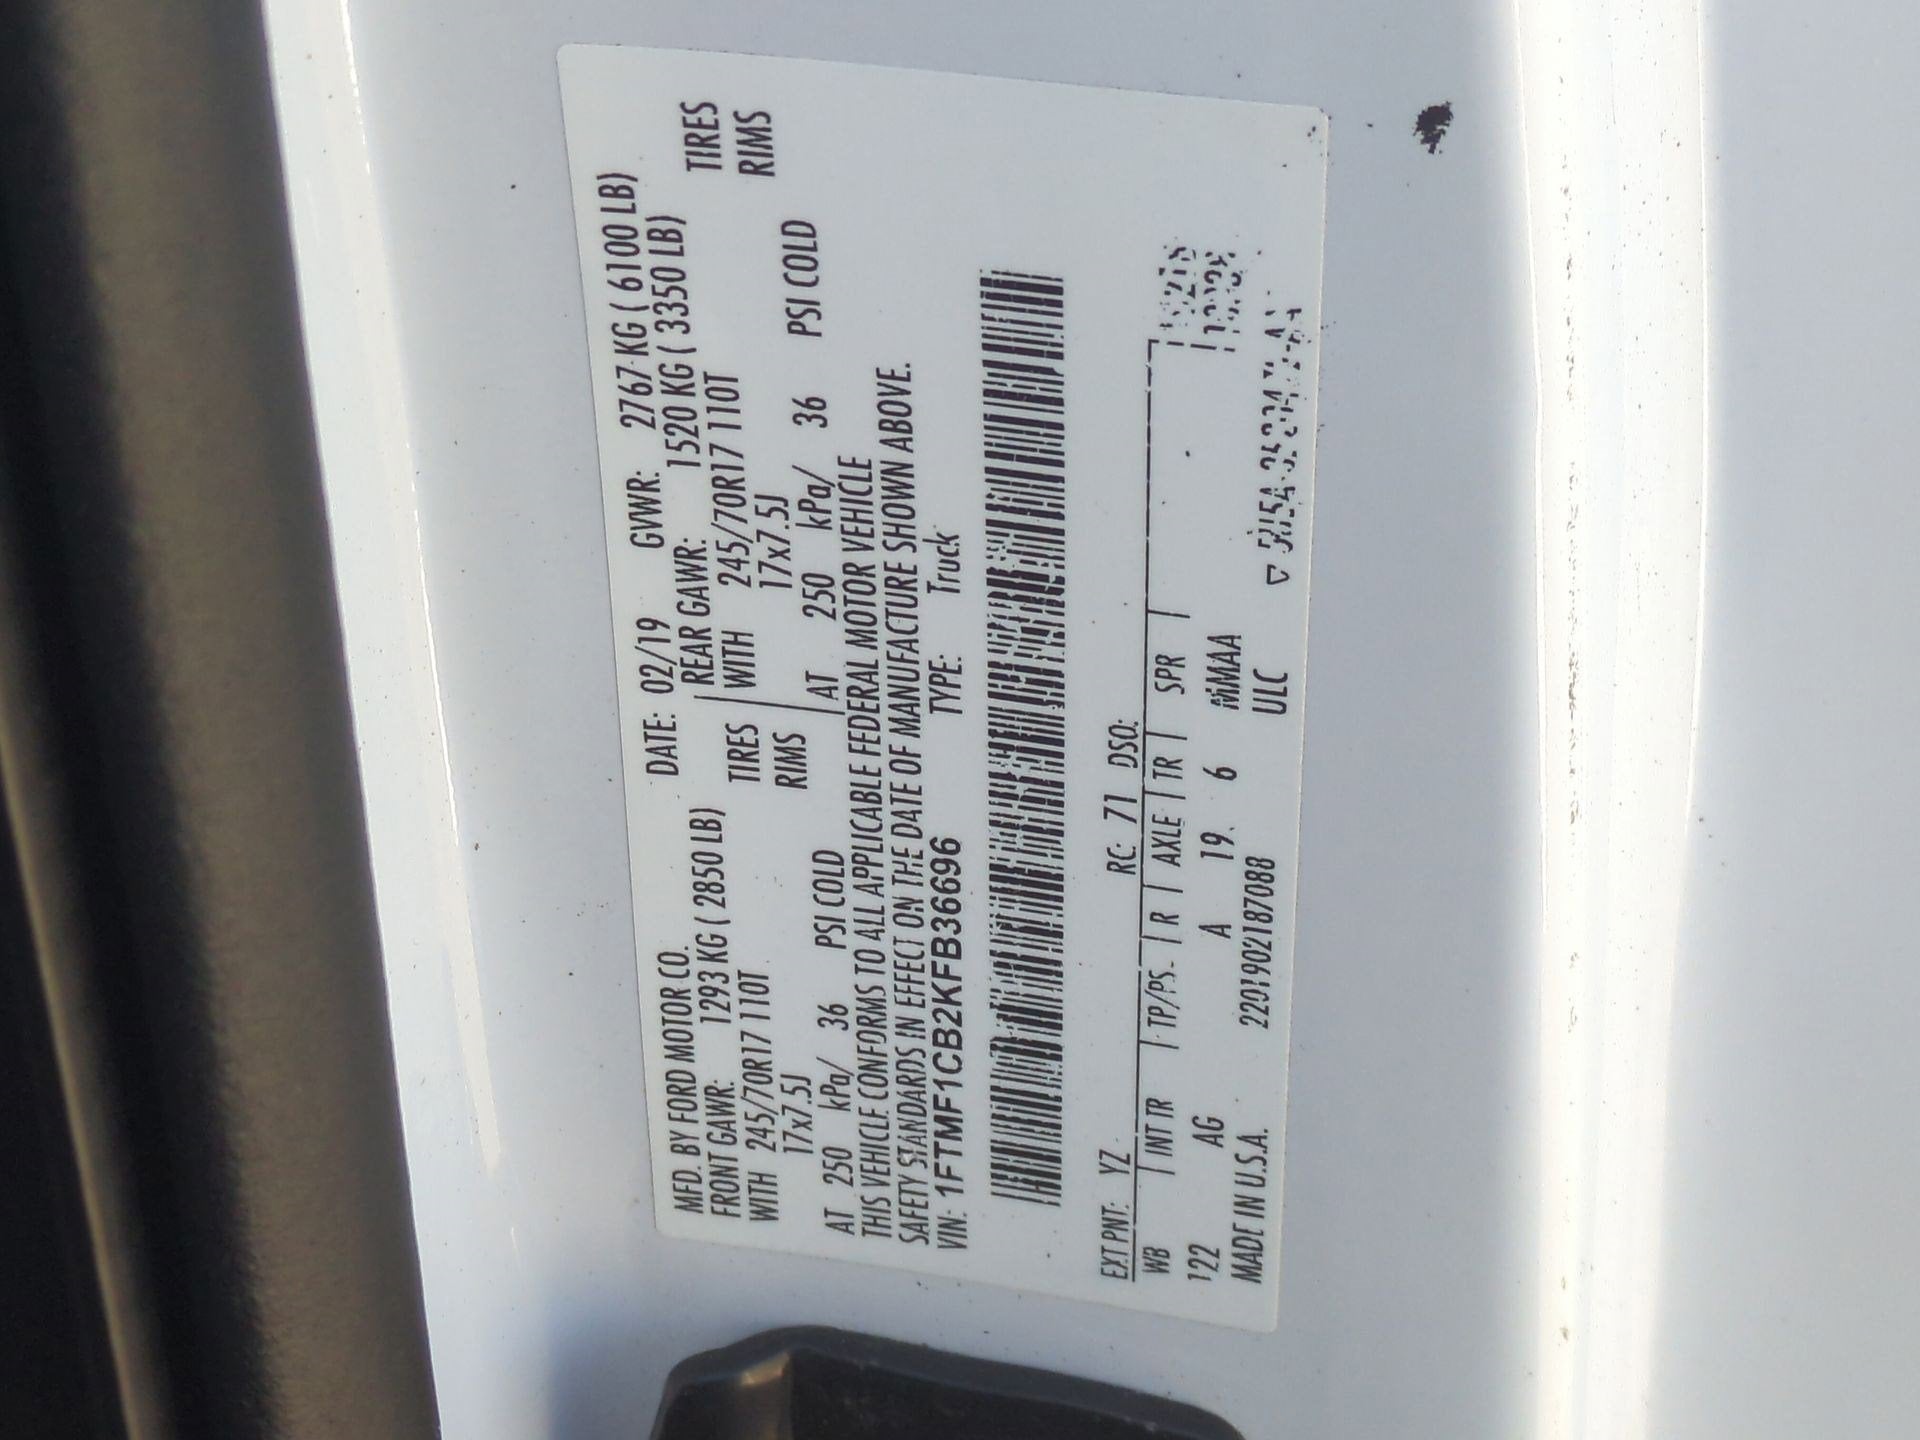 MFD. BY FORD MOTOR CO.
DATE: 02/19 GVWR: 2767 KG ( 6100 LB)
FRONT GAWR: 1293 KG ( 2850 LB)
REAR GAWR: 1520 KG ( 3350 LB)
WITH 245/70R17 110T TIRES
WITH 245/70R17 110T TIRES
17x7.5J RIMS
17x7.5J RIMS
AT 250 kPa/ 36 PSI COLD
AT 250 kPa/ 36 PSI COLD
THIS VEHICLE CONFORMS TO ALL APPLICABLE FEDERAL MOTOR VEHICLE
SAFETY STANDARDS IN EFFECT ON THE DATE OF MANUFACTURE SHOWN ABOVE.
VIN: 1FTMF1CB2KFB36696 TYPE: Truck
EXT PNT: YZ RC: 71 DSO:
WB INT TR TP/PS R AXLE TR SPR
122 AG A 19 6 MMAA
MADE IN U.S.A. 2201902187088 ULC